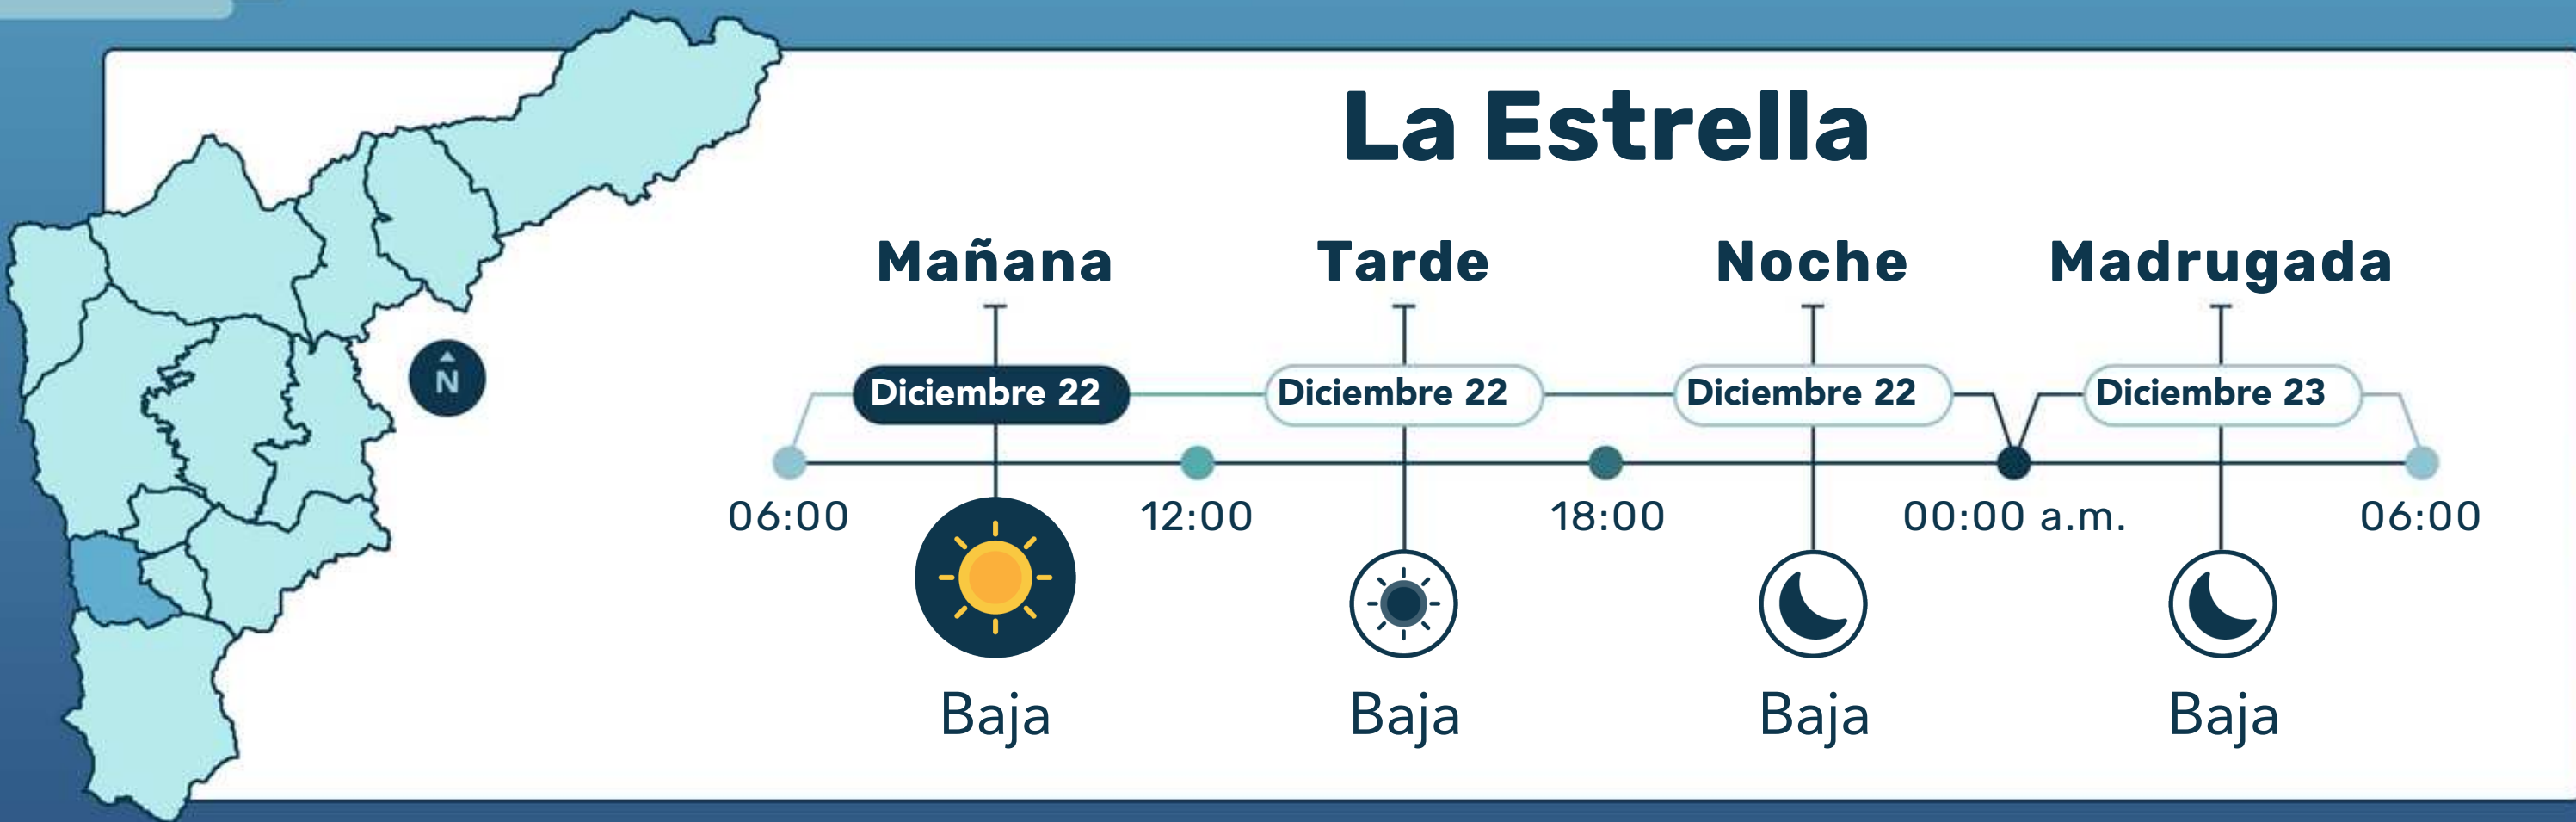 La Estrella
Mañana Tarde Noche Madrugada
Diciembre 22 Diciembre 22 Diciembre 22 Diciembre 23
N
06:00 12:00 18:00 00:00 a.m. 06:00
Baja Baja Baja Baja